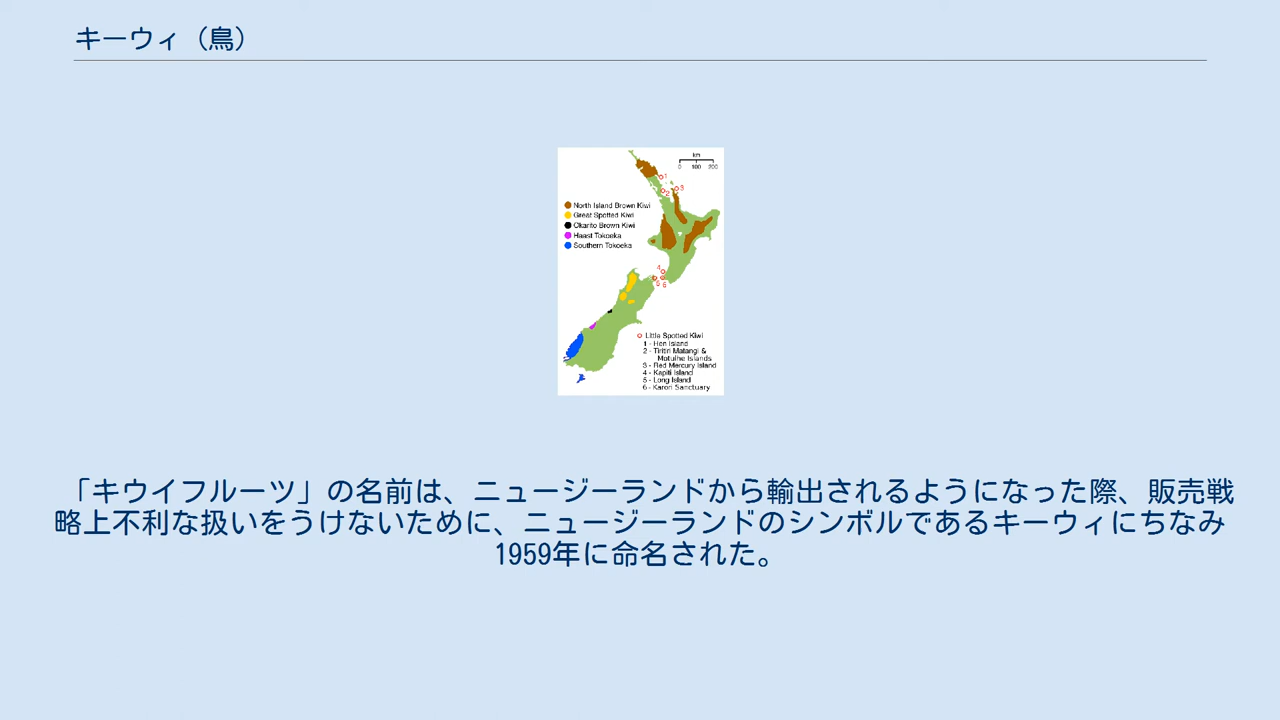 キーウィ（鳥）
km
0 100 200
1
3
2
North Island Brown Kiwi
Great Spotted Kiwi
Okarito Brown Kiwi
Haast Tokoeka
Southern Tokoeka
4
5
6
Little Spotted Kiwi
1 - Hen Island
2 - Tiritiri Matangi &
Motuihe Islands
3 - Red Mercury Island
4 - Kapiti Island
5 - Long Island
6 - Karori Sanctuary
「キウイフルーツ」の名前は、ニュージーランドから輸出されるようになった際、販売戦
略上不利な扱いをうけないために、ニュージーランドのシンボルであるキーウィにちなみ
1959年に命名された。